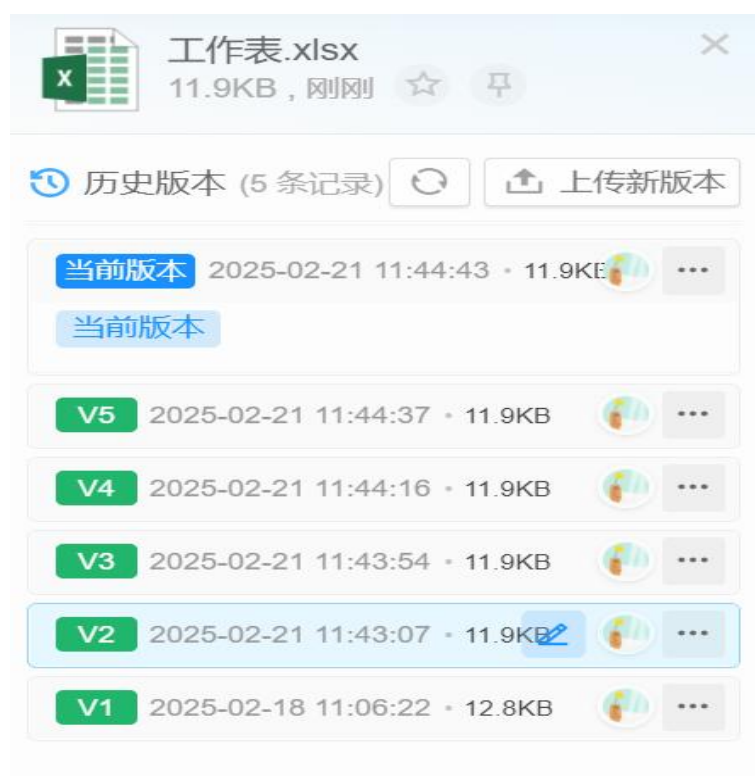 工作表.xlsx
11.9KB , 刚刚
历史版本 (5 条记录) 上传新版本
当前版本 2025-02-21 11:44:43 • 11.9KB
当前版本
V5 2025-02-21 11:44:37 • 11.9KB
V4 2025-02-21 11:44:16 • 11.9KB
V3 2025-02-21 11:43:54 • 11.9KB
V2 2025-02-21 11:43:07 • 11.9KB
V1 2025-02-18 11:06:22 • 12.8KB